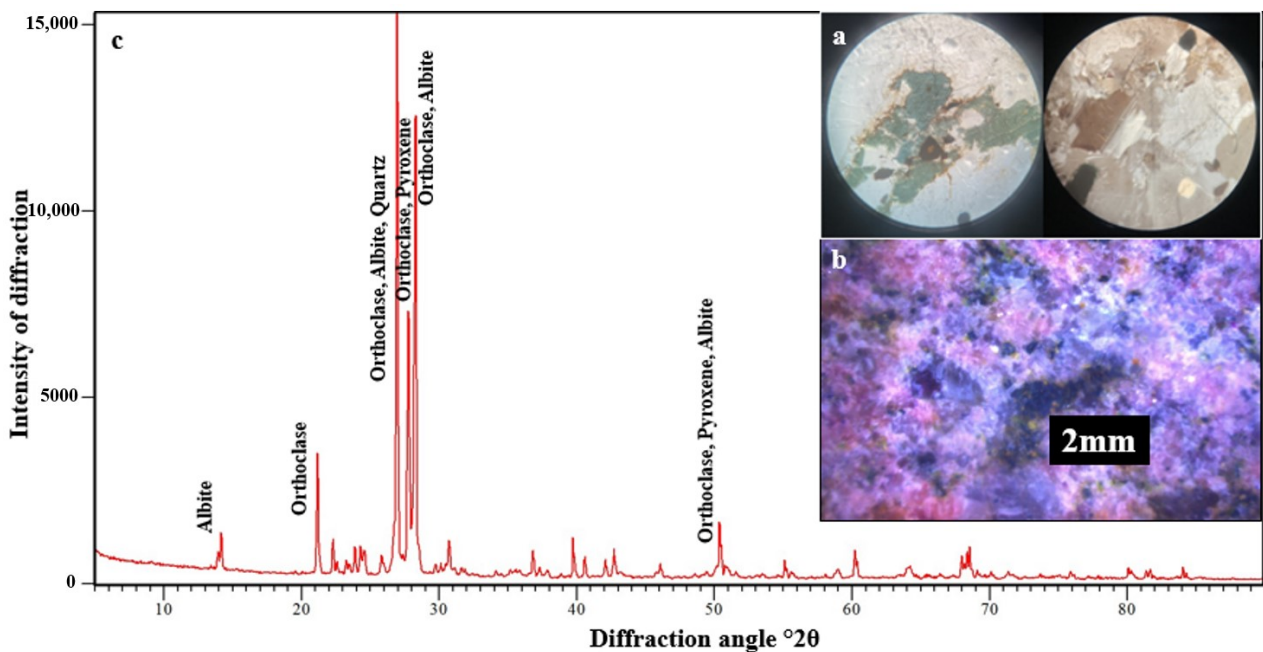 15,000
c
10,000
5000
0
Intensity of diffraction
Albite
Orthoclase
Orthoclase, Albite, Quartz
Orthoclase, Pyroxene
Orthoclase, Albite
Orthoclase, Pyroxene, Albite
10
20
30
40
50
60
70
80
Diffraction angle °2θ
a
b
2mm